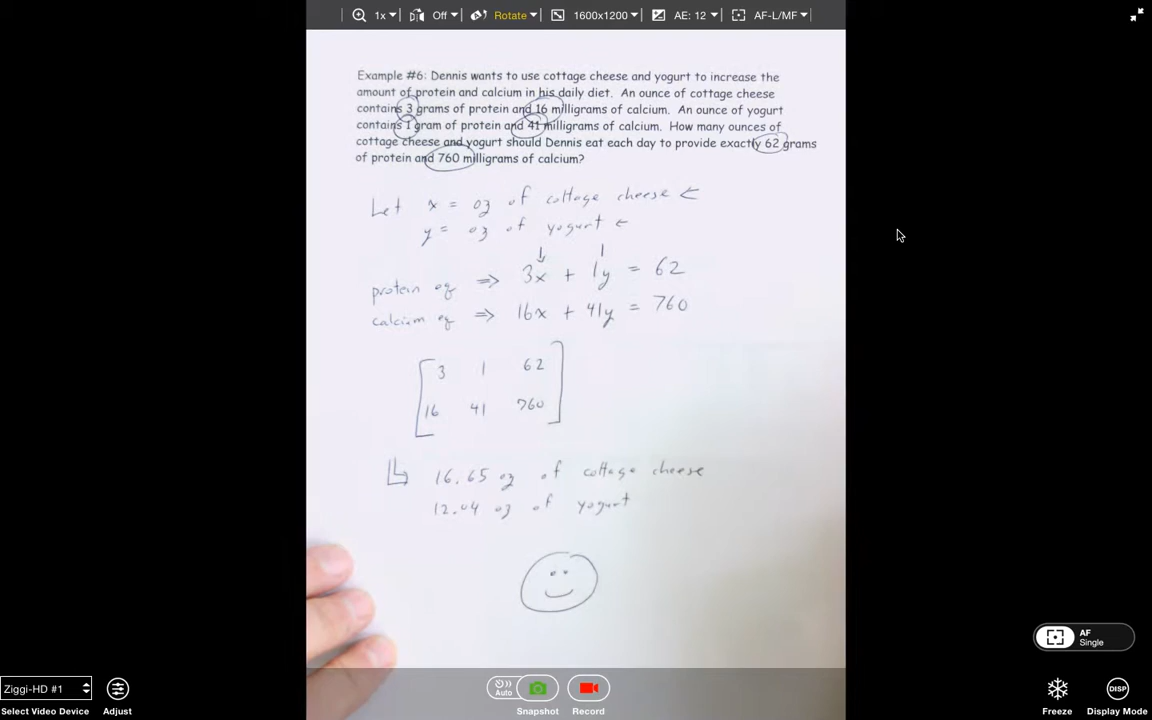 1x Off Rotate 1600x1200 AE: 12 AF-L/MF
Example #6: Dennis wants to use cottage cheese and yogurt to increase the
amount of protein and calcium in his daily diet. An ounce of cottage cheese
contains 3 grams of protein and 16 milligrams of calcium. An ounce of yogurt
contains 1 gram of protein and 41 milligrams of calcium. How many ounces of
cottage cheese and yogurt should Dennis eat each day to provide exactly 62 grams
of protein and 760 milligrams of calcium?
Let x = oz of cottage cheese ←
y = oz of yogurt ←
protein eq ⇒ 3x + 1y = 62
calcium eq ⇒ 16x + 41y = 760
3 1 62
16 41 760
16.65 oz of cottage cheese
12.04 oz of yogurt
AF
Single
Ziggi-HD #1
Auto
Select Video Device Adjust Snapshot Record Freeze DISP Display Mode